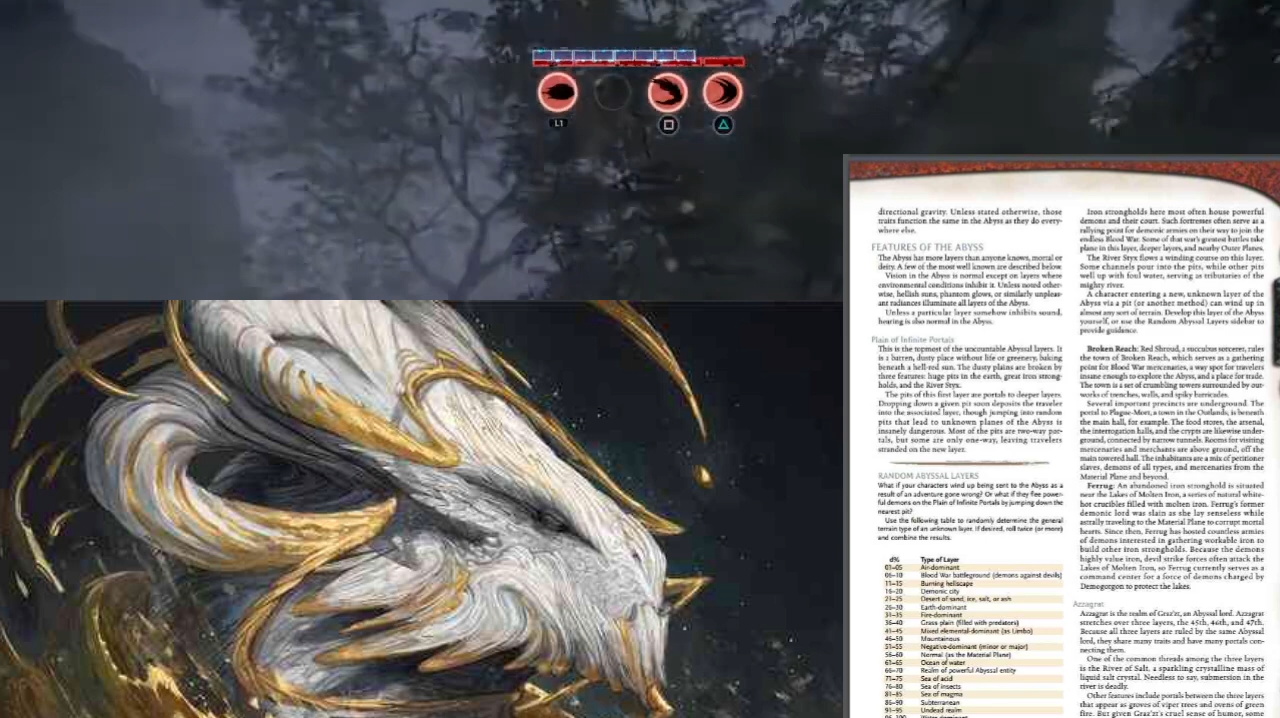 L1
directional gravity. Unless stated otherwise, those
traits function the same in the Abyss as they do every-
where else.
FEATURES OF THE ABYSS
The Abyss has more layers than anyone knows, mortal or
deity. A few of the most well known are described below.
Vision in the Abyss is normal except on layers where
environmental conditions inhibit it. Unless noted other-
wise, hellish suns, phantom glows, or similarly unpleas-
ant radiances illuminate all layers of the Abyss.
Unless a particular layer somehow inhibits sound,
hearing is also normal in the Abyss.
Plain of Infinite Portals
This is the topmost of the uncountable Abyssal layers. It
is a barren, dusty place without life or greenery, baking
beneath a hell-red sun. The dusty plains are broken by
three features: huge pits in the earth, great iron strong-
holds, and the River Styx.
The pits of this first layer are portals to deeper layers.
Dropping down a given pit soon deposits the traveler
into the associated layer, though jumping into random
pits that lead to unknown planes of the Abyss is
insanely dangerous. Most of the pits are two-way por-
tals, but some are only one-way, leaving travelers
stranded on the new layer.
RANDOM ABYSSAL LAYERS
What if your characters wind up being sent to the Abyss as a
result of an adventure gone wrong? Or what if they flee power-
ful demons on the Plain of Infinite Portals by jumping down the
nearest pit?
Use the following table to randomly determine the general
terrain type of an unknown layer. If desired, roll twice (or more)
and combine the results.
d% Type of Layer
01–05 Air-dominant
06–10 Blood War battleground (demons against devils)
11–15 Burning hellscape
16–20 Demonic city
21–25 Desert of sand, ice, salt, or ash
26–30 Earth-dominant
31–35 Fire-dominant
36–40 Grass plain (filled with predators)
41–45 Mixed elemental-dominant (as Limbo)
46–50 Mountainous
51–55 Negative-dominant (minor or major)
56–60 Normal (as the Material Plane)
61–65 Ocean of water
66–70 Realm of powerful Abyssal entity
71–75 Sea of acid
76–80 Sea of insects
81–85 Sea of magma
86–90 Subterranean
91–95 Undead realm
Iron strongholds here most often house powerful
demons and their court. Such fortresses often serve as a
rallying point for demonic armies on their way to join the
endless Blood War. Some of that war's greatest battles take
place in this layer, deeper layers, and nearby Outer Planes.
The River Styx flows a winding course on this layer.
Some channels pour into the pits, while other pits
well up with foul water, serving as tributaries of the
mighty river.
A character entering a new, unknown layer of the
Abyss via a pit (or another method) can wind up in
almost any sort of terrain. Develop this layer of the Abyss
yourself, or use the Random Abyssal Layers sidebar to
provide guidance.
Broken Reach: Red Shroud, a succubus sorcerer, rules
the town of Broken Reach, which serves as a gathering
point for Blood War mercenaries, a way spot for travelers
insane enough to explore the Abyss, and a place for trade.
The town is a set of crumbling towers surrounded by out-
works of trenches, walls, and spiky barricades.
Several important precincts are underground. The
portal to Plague-Mort, a town in the Outlands, is beneath
the main hall, for example. The food stores, the arsenal,
the interrogation halls, and the crypts are likewise under-
ground, connected by narrow tunnels. Rooms for visiting
mercenaries and merchants are above ground, off the
main towered hall. The inhabitants are a mix of petitioner
slaves, demons of all types, and mercenaries from the
Material Plane and beyond.
Ferrug: An abandoned iron stronghold is situated
near the Lakes of Molten Iron, a series of natural white-
hot crucibles filled with molten iron. Ferrug's former
demonic lord was slain as she lay senseless while
astrally traveling to the Material Plane to corrupt mortal
hearts. Since then, Ferrug has hosted countless armies
of demons interested in gathering workable iron to
build other iron strongholds. Because the demons
highly value iron, devil strike forces often attack the
Lakes of Molten Iron, so Ferrug currently serves as a
command center for a force of demons charged by
Demogorgon to protect the lakes.
Azzagrat
Azzagrat is the realm of Graz'zt, an Abyssal lord. Azzagrat
stretches over three layers, the 45th, 46th, and 47th.
Because all three layers are ruled by the same Abyssal
lord, they share many traits and have many portals con-
necting them.
One of the common threads among the three layers
is the River of Salt, a sparkling crystalline mass of
liquid salt crystal. Needless to say, submersion in the
river is deadly.
Other features include portals between the three layers
that appear as groves of viper trees and ovens of green
fire. But given Graz'zt's cruel sense of humor, some